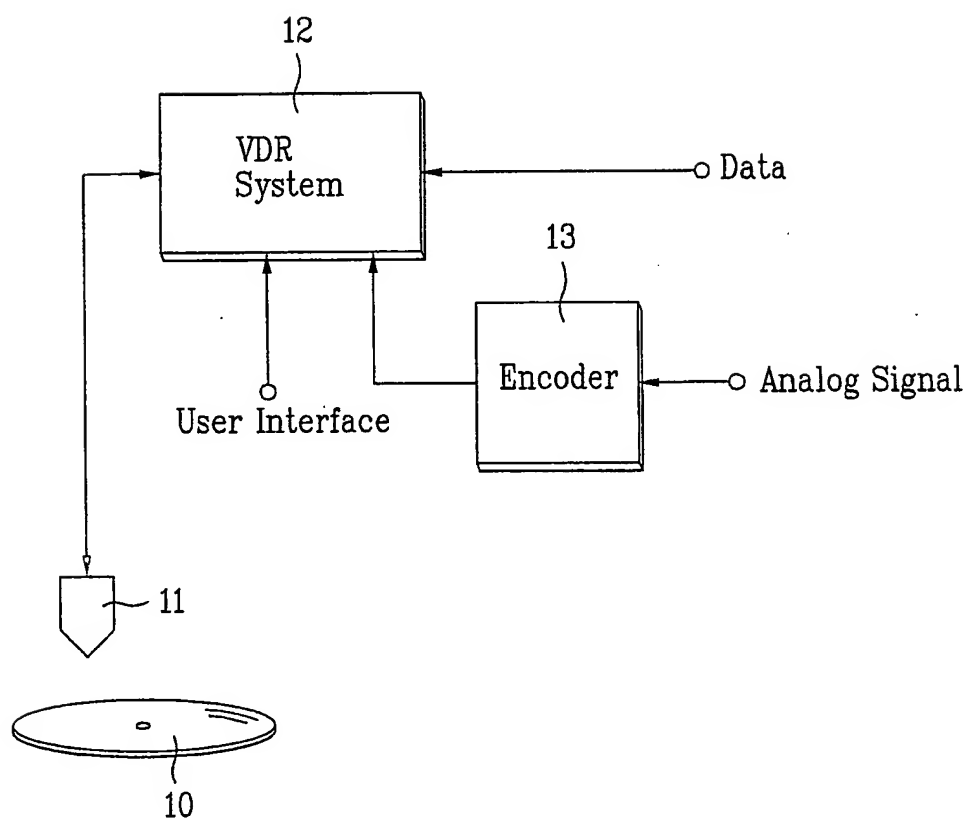 12
VDR
System
Data
13
Encoder
Analog Signal
User Interface
11
10